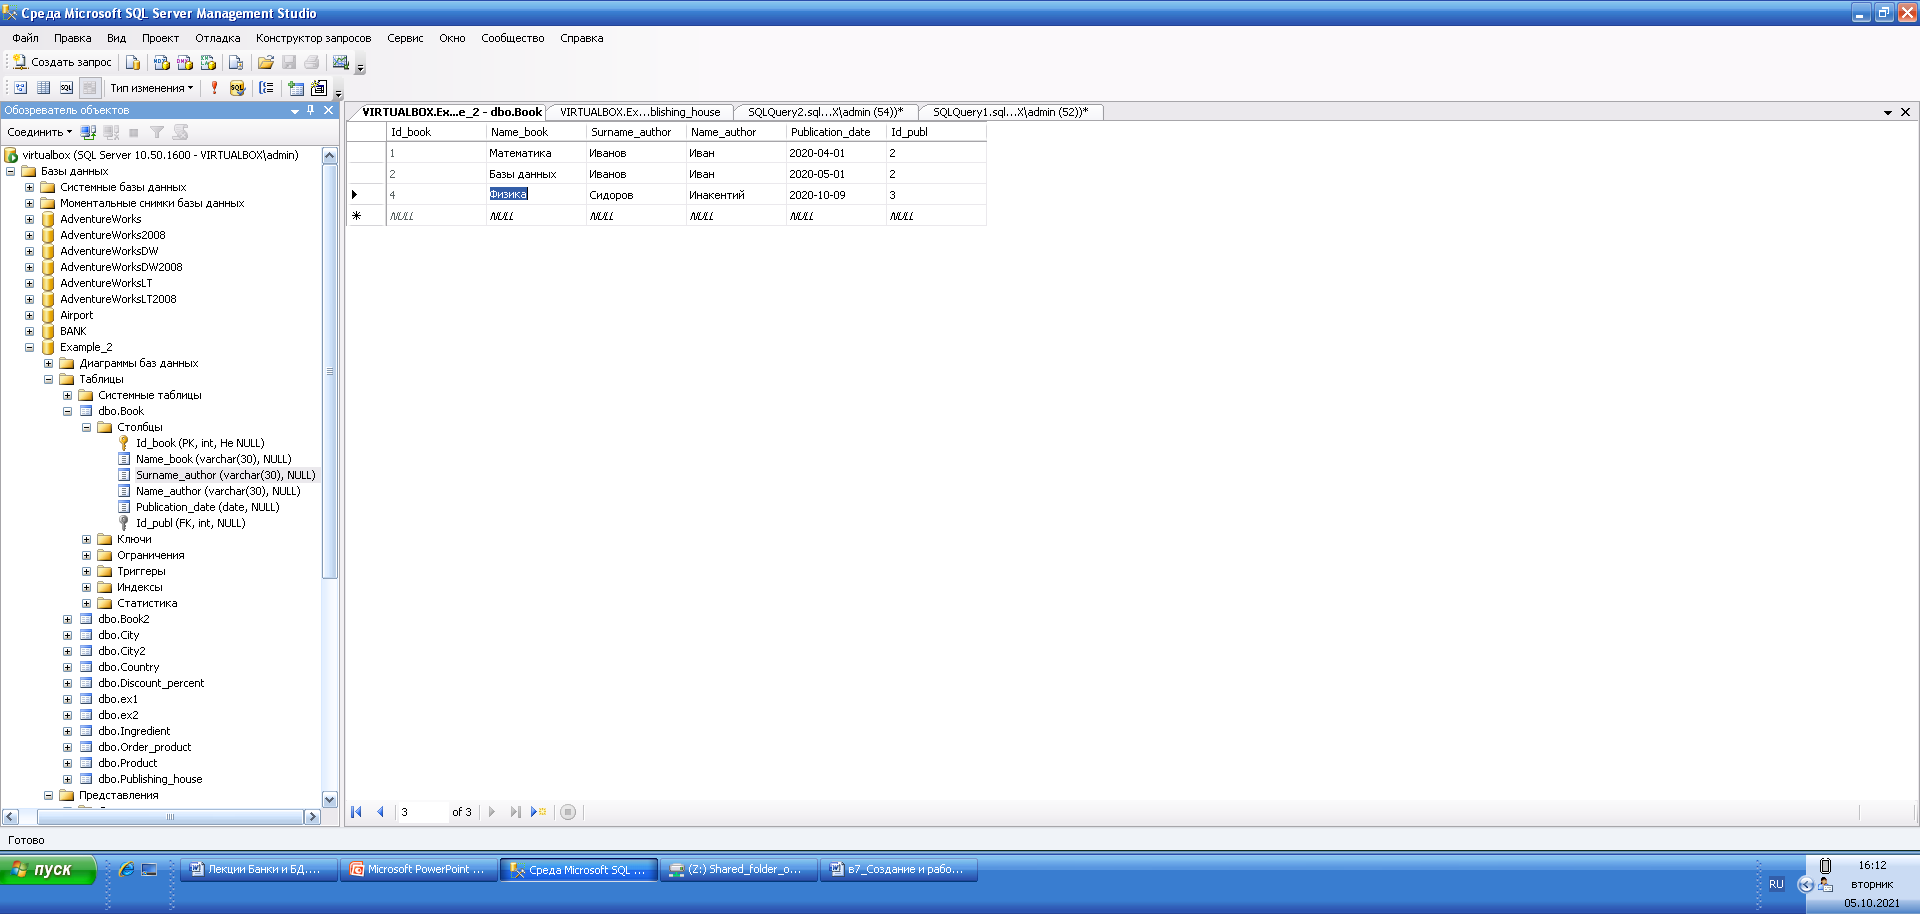 Среда Microsoft SQL Server Management Studio
Файл Правка Вид Проект Отладка Конструктор запросов Сервис Окно Сообщество Справка
Создать запрос
Тип изменения
Обозреватель объектов
Соединить
virtualbox (SQL Server 10.50.1600 - VIRTUALBOX\admin)
Базы данных
Системные базы данных
Моментальные снимки базы данных
AdventureWorks
AdventureWorks2008
AdventureWorksDW
AdventureWorksDW2008
AdventureWorksLT
AdventureWorksLT2008
Airport
BANK
Example_2
Диаграммы баз данных
Таблицы
Системные таблицы
dbo.Book
Столбцы
Id_book (PK, int, Не NULL)
Name_book (varchar(30), NULL)
Surname_author (varchar(30), NULL)
Name_author (varchar(30), NULL)
Publication_date (date, NULL)
Id_publ (FK, int, NULL)
Ключи
Ограничения
Триггеры
Индексы
Статистика
dbo.Book2
dbo.City
dbo.City2
dbo.Country
dbo.Discount_percent
dbo.ex1
dbo.ex2
dbo.Ingredient
dbo.Order_product
dbo.Product
dbo.Publishing_house
Представления
VIRTUALBOX.Ex...e_2 - dbo.Book VIRTUALBOX.Ex...blishing_house SQLQuery2.sql...X\admin (54))* SQLQuery1.sql...X\admin (52))*
Id_book Name_book Surname_author Name_author Publication_date Id_publ
1 Математика Иванов Иван 2020-04-01 2
2 Базы данных Иванов Иван 2020-05-01 2
4 Физика Сидоров Инакентий 2020-10-09 3
NULL NULL NULL NULL NULL NULL
3 of 3
Готово
пуск Лекции Банки и БД.... Microsoft PowerPoint ... Среда Microsoft SQL ... (Z:) Shared_folder_o... в7_Создание и рабо...
RU
16:12
вторник
05.10.2021